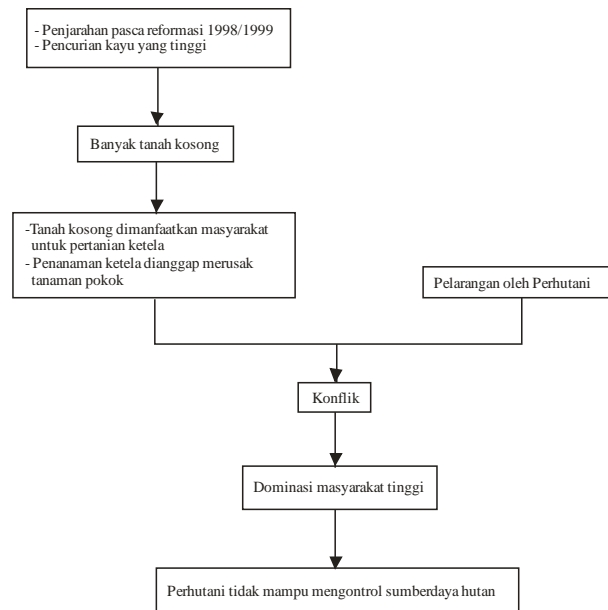 - Penjarahan pasca reformasi 1998/1999
- Pencurian kayu yang tinggi
Banyak tanah kosong
-Tanah kosong dimanfaatkan masyarakat
untuk pertanian ketela
- Penanaman ketela dianggap merusak
tanaman pokok
Pelarangan oleh Perhutani
Konflik
Dominasi masyarakat tinggi
Perhutani tidak mampu mengontrol sumberdaya hutan